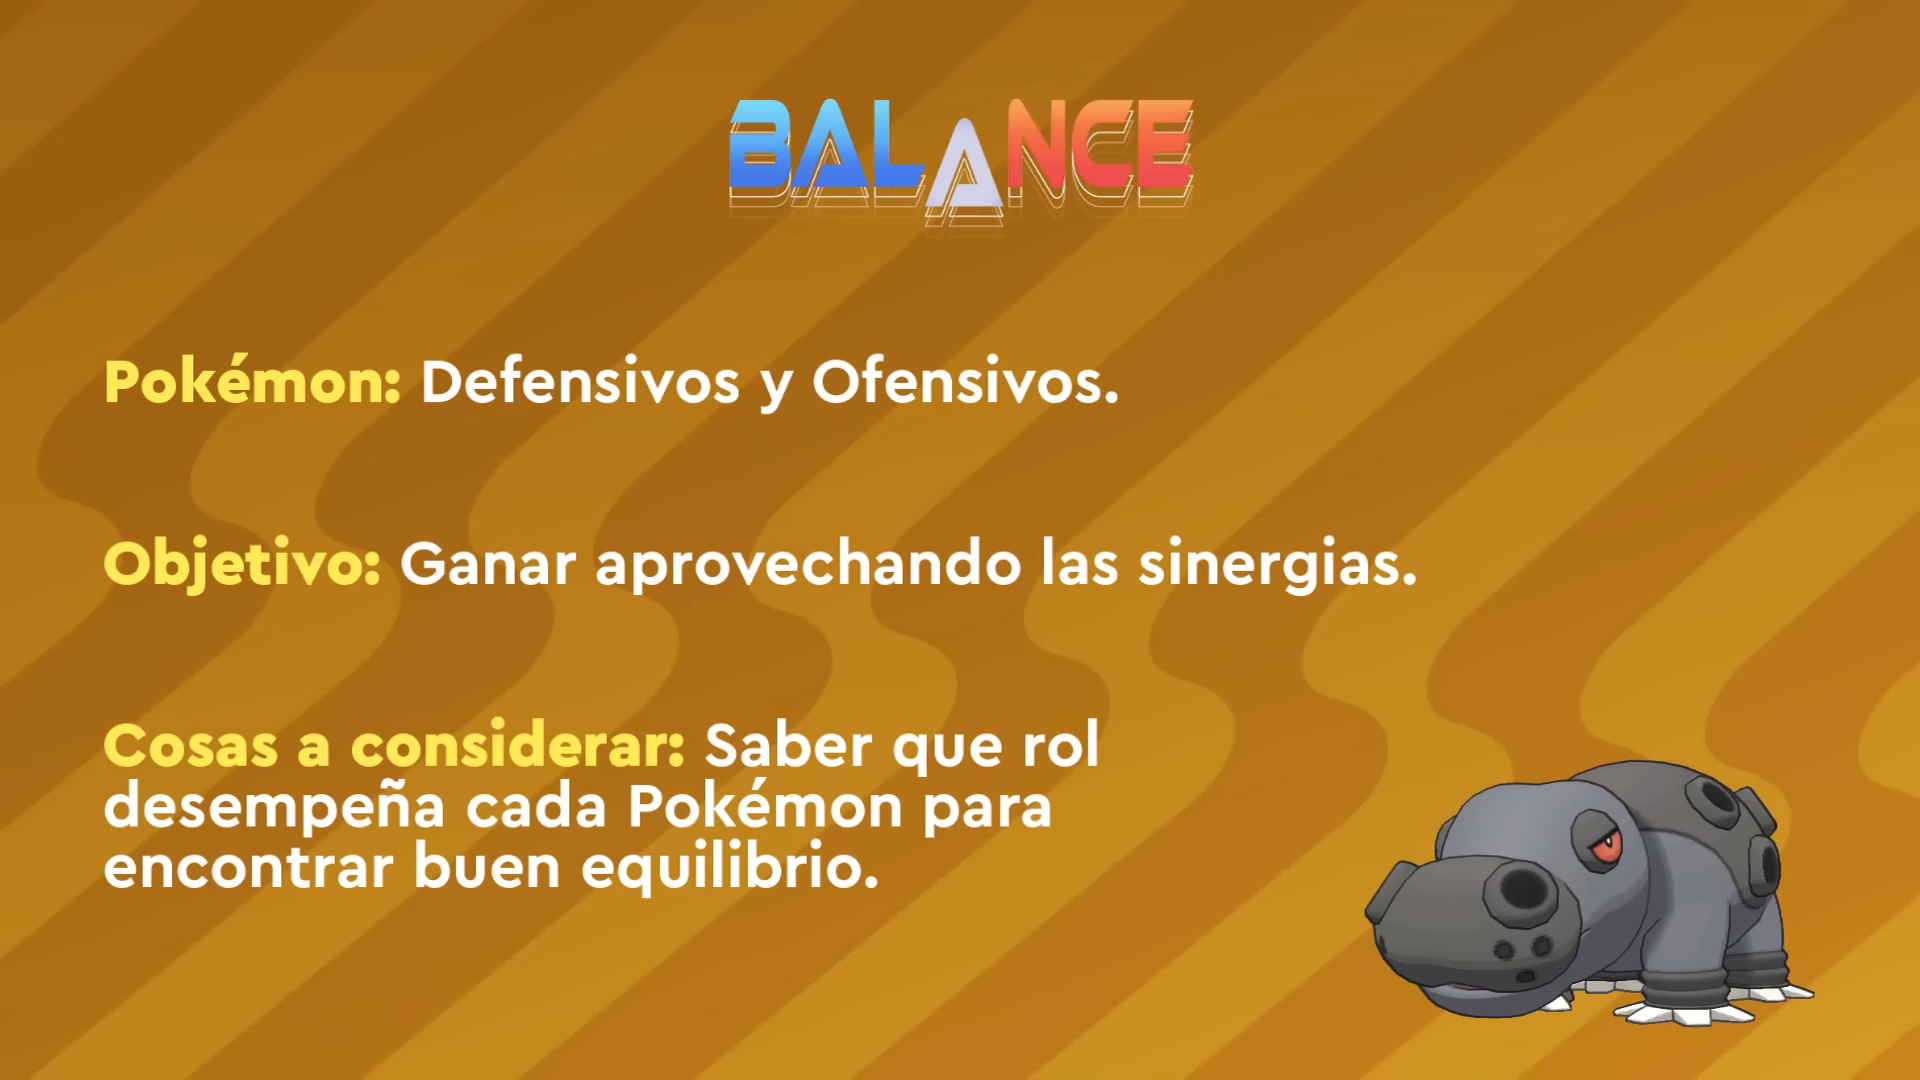 BALANCE
Pokémon: Defensivos y Ofensivos.
Objetivo: Ganar aprovechando las sinergias.
Cosas a considerar: Saber que rol
desempeña cada Pokémon para
encontrar buen equilibrio.